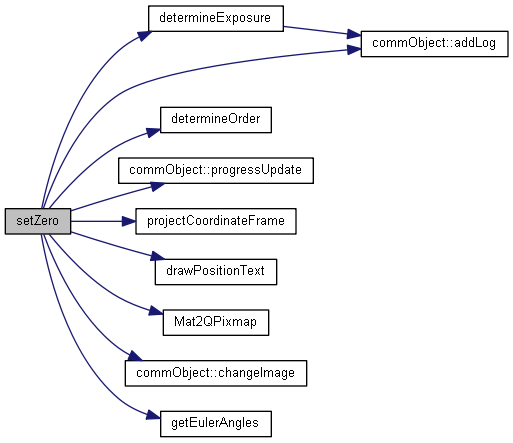 determineExposure
commObject::addLog
determineOrder
commObject::progressUpdate
setZero
projectCoordinateFrame
drawPositionText
Mat2QPixmap
commObject::changeImage
getEulerAngles